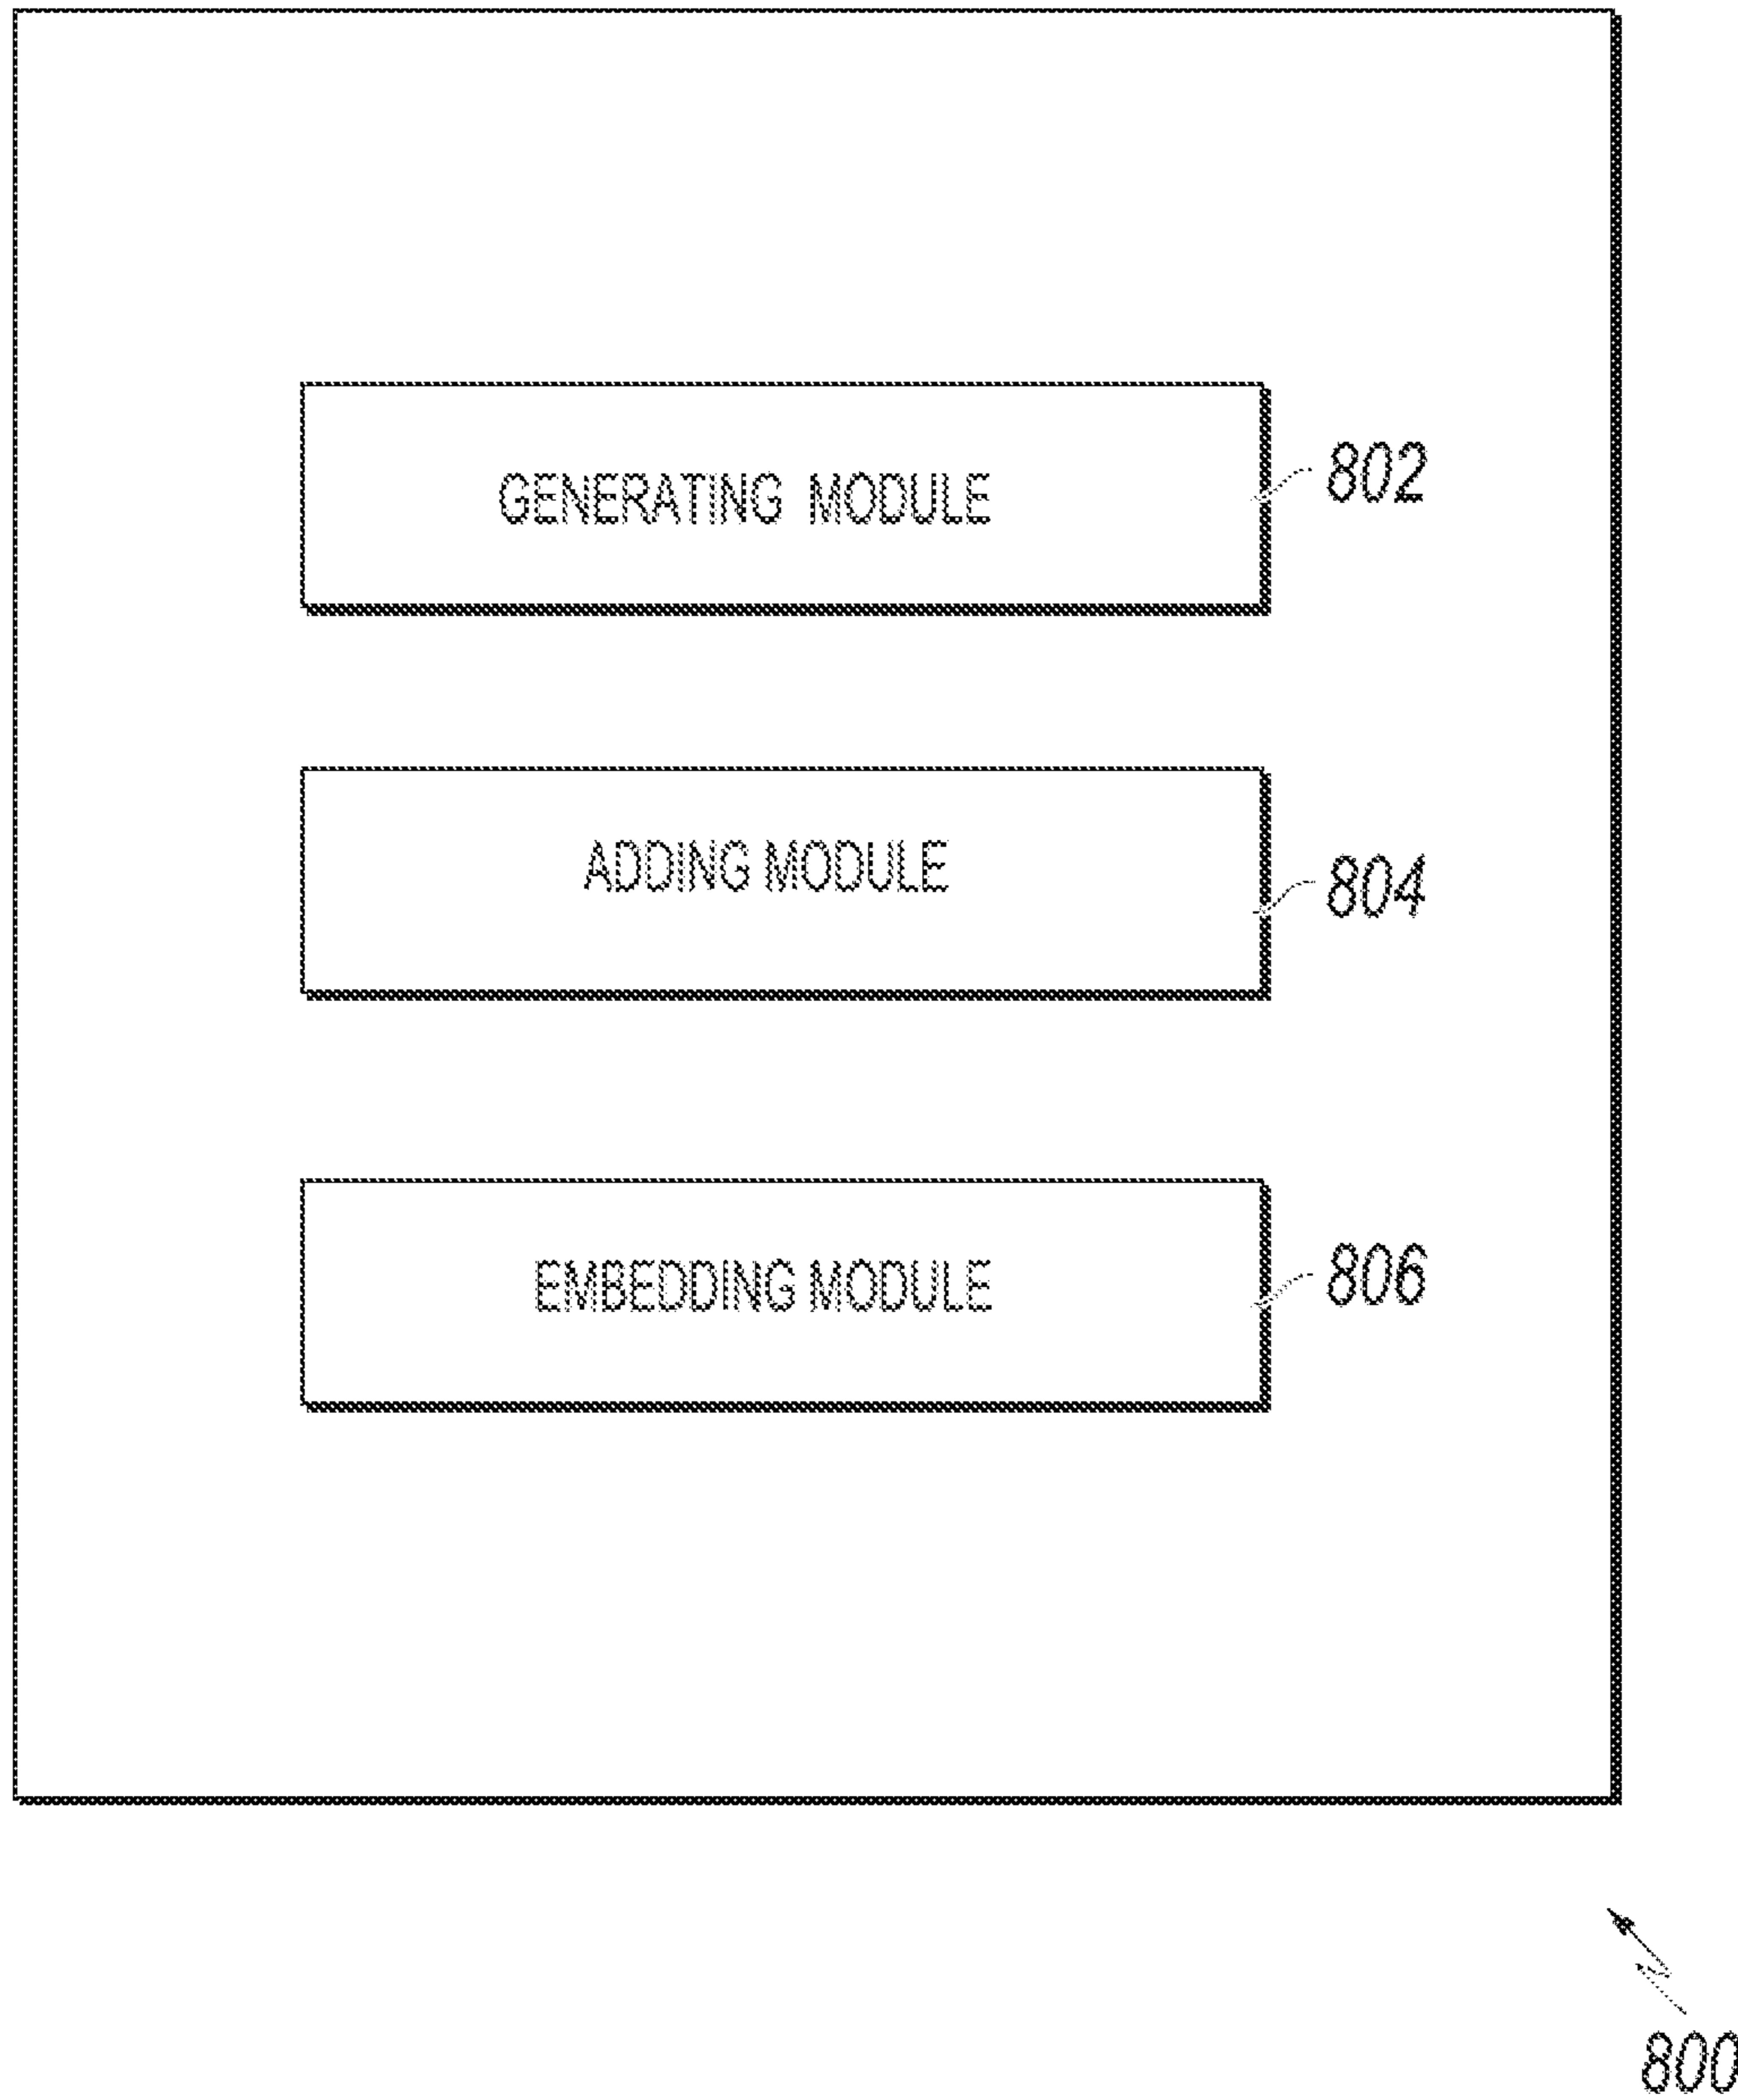 GENERATING MODULE
802
ADDING MODULE
804
EMBEDDING MODULE
806
800